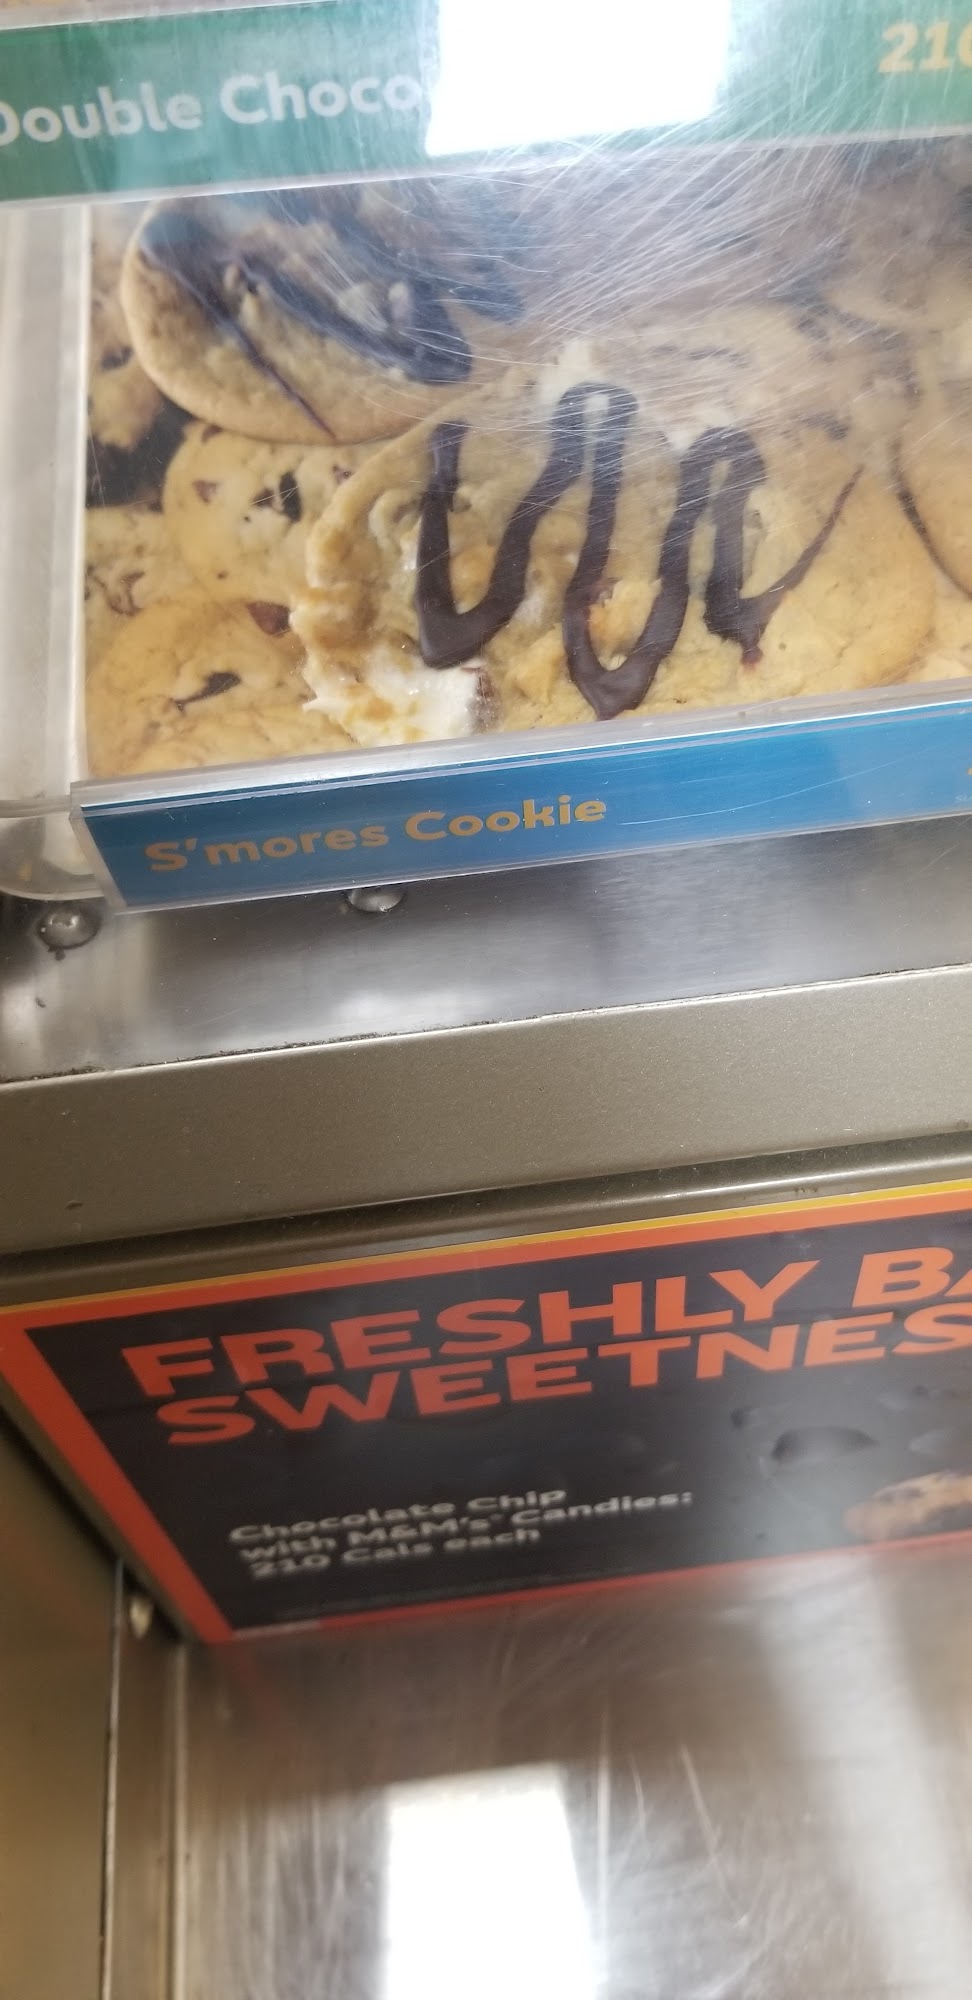 Double Choco
210
S'mores Cookie
FRESHLY BA
SWEETNES
Chocolate Chip
with M&M's® Candies:
210 Cals each